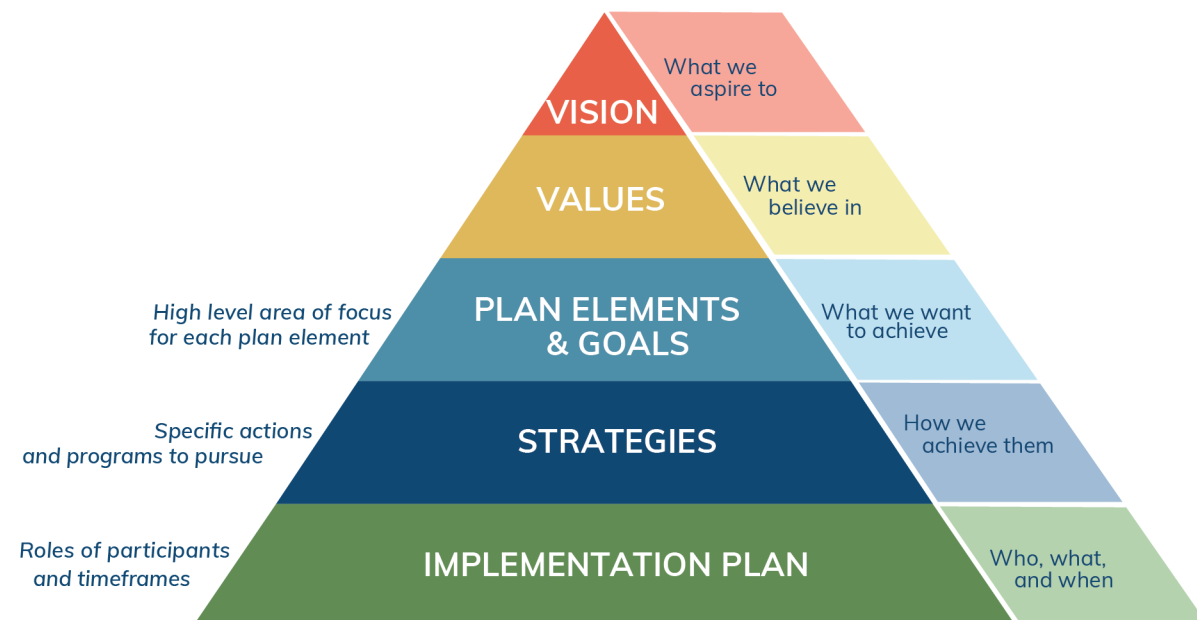 What we
aspire to
VISION
What we
believe in
VALUES
High level area of focus
for each plan element
PLAN ELEMENTS
& GOALS
What we want
to achieve
Specific actions
and programs to pursue
STRATEGIES
How we
achieve them
Roles of participants
and timeframes
IMPLEMENTATION PLAN
Who, what,
and when